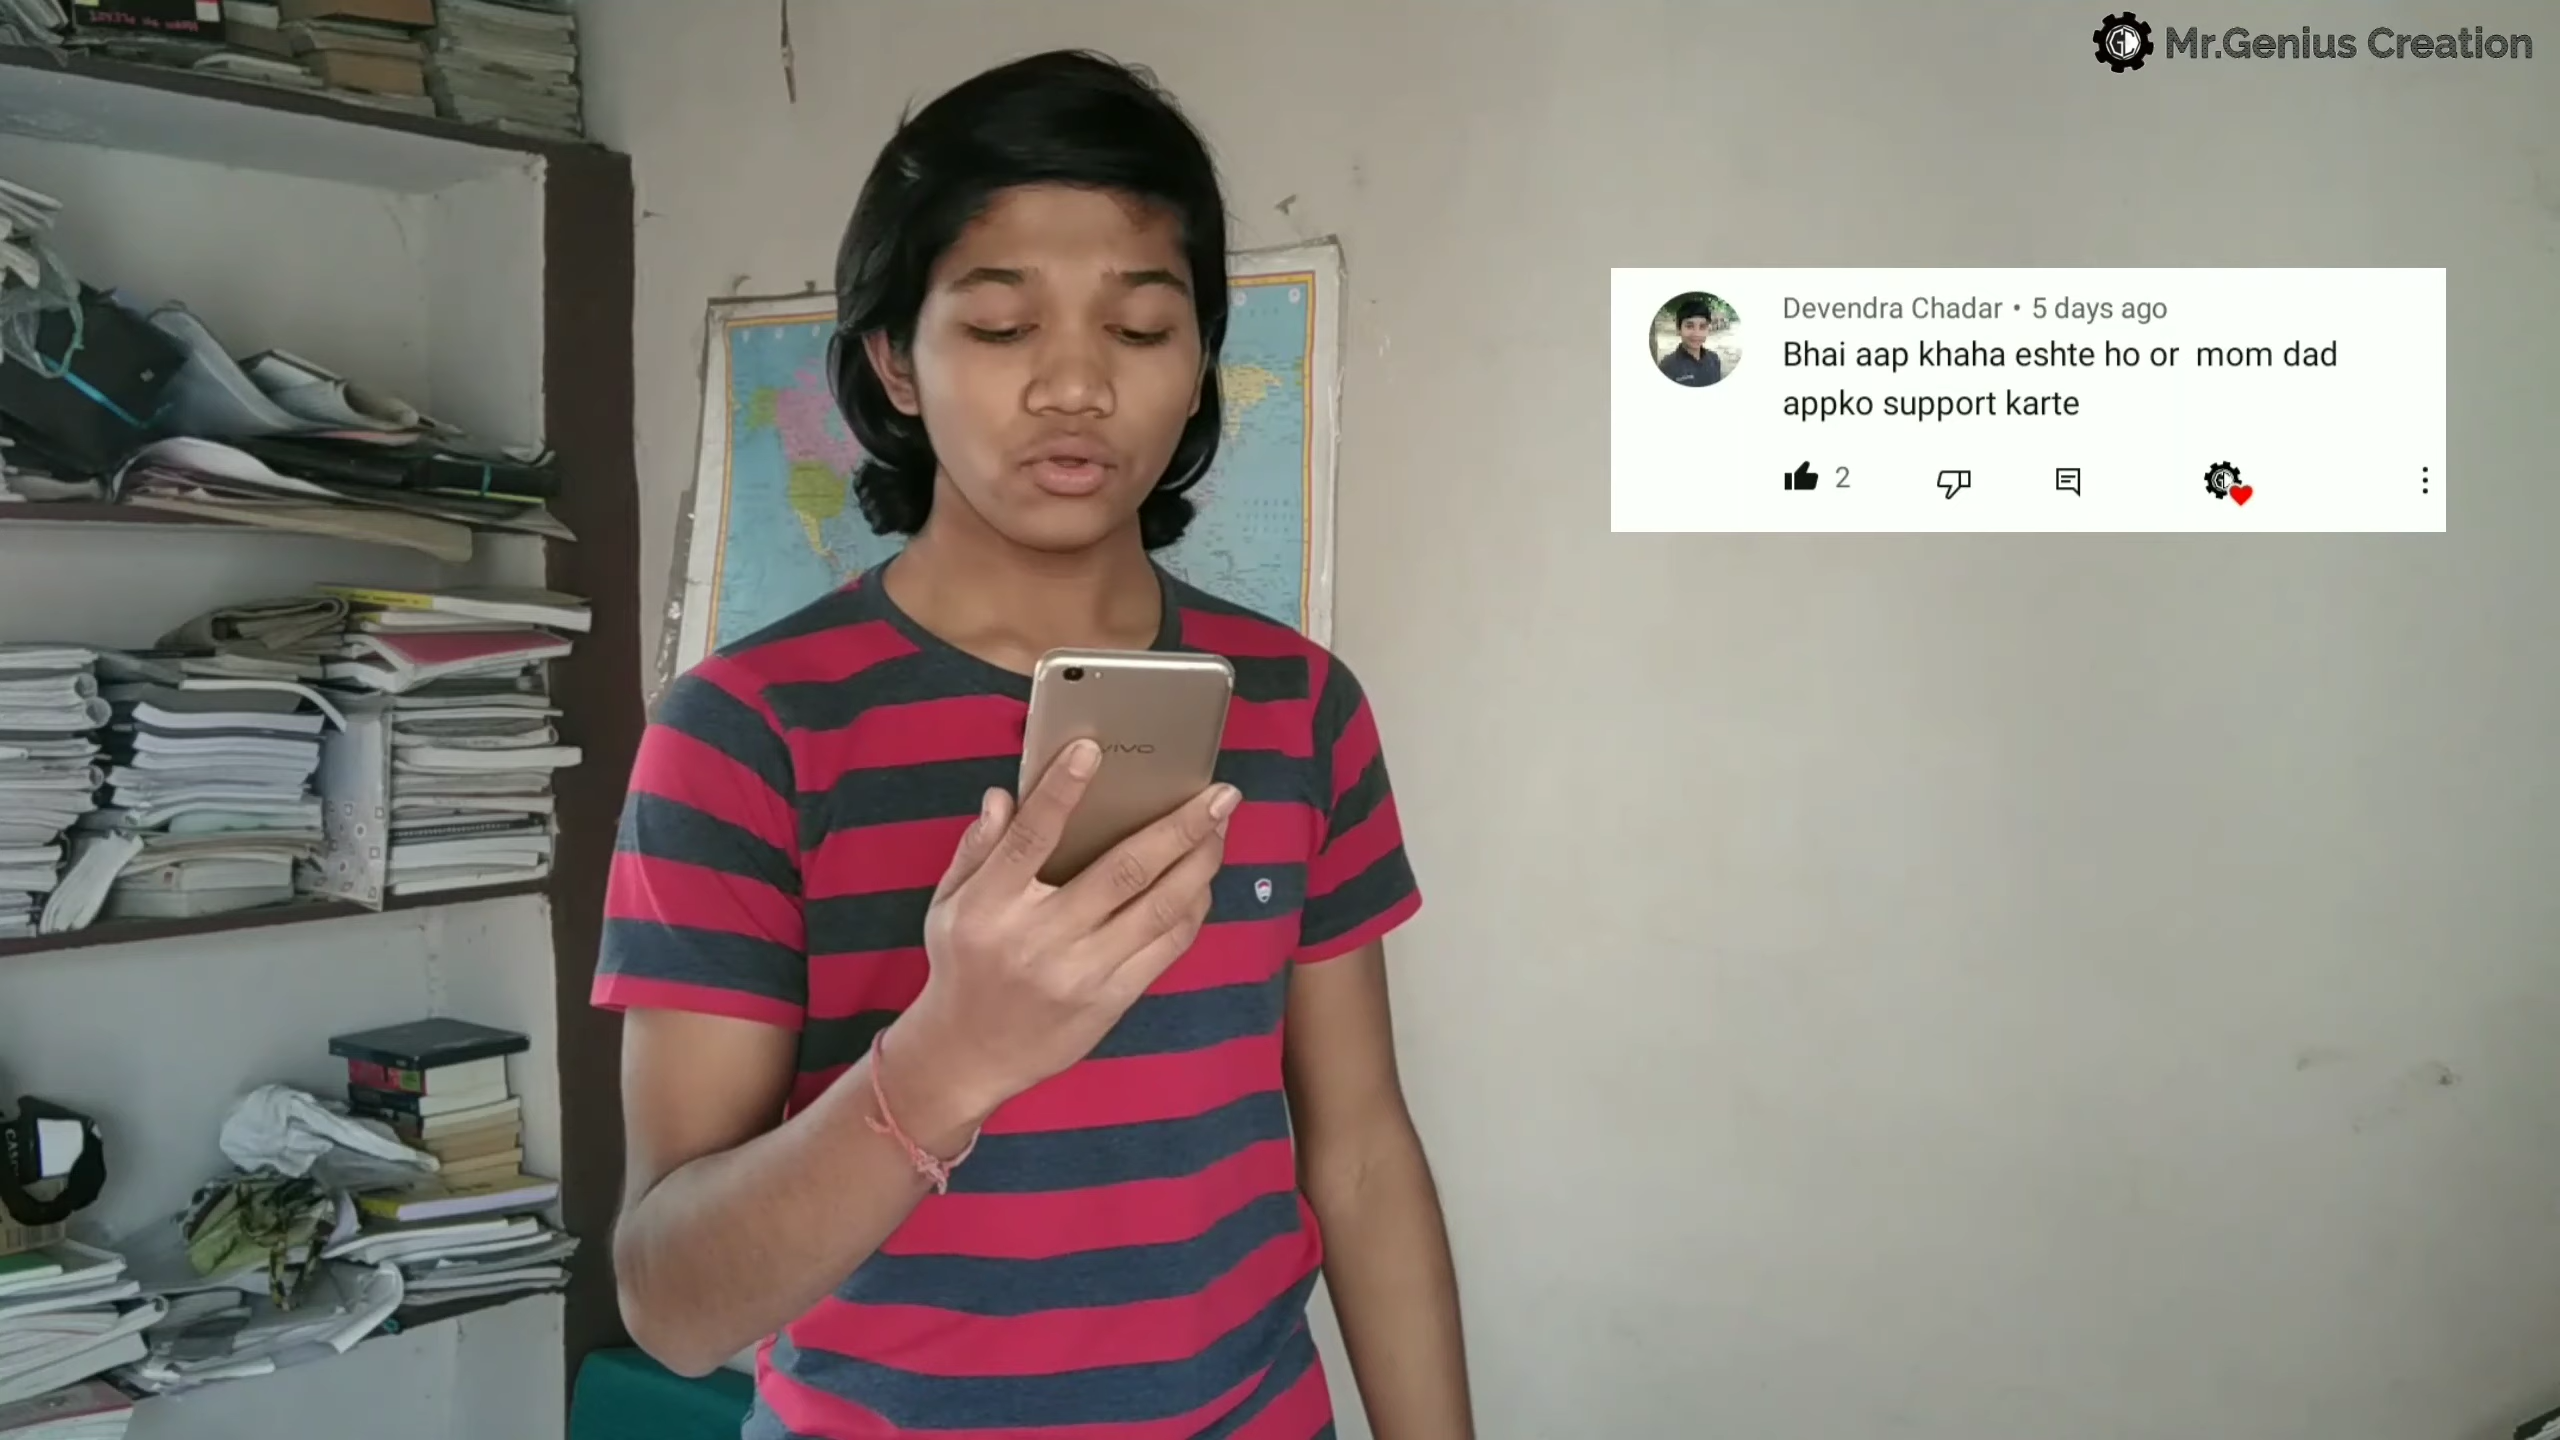 Mr.Genius Creation
Devendra Chadar • 5 days ago
Bhai aap khaha eshte ho or mom dad
appko support karte
2
vivo